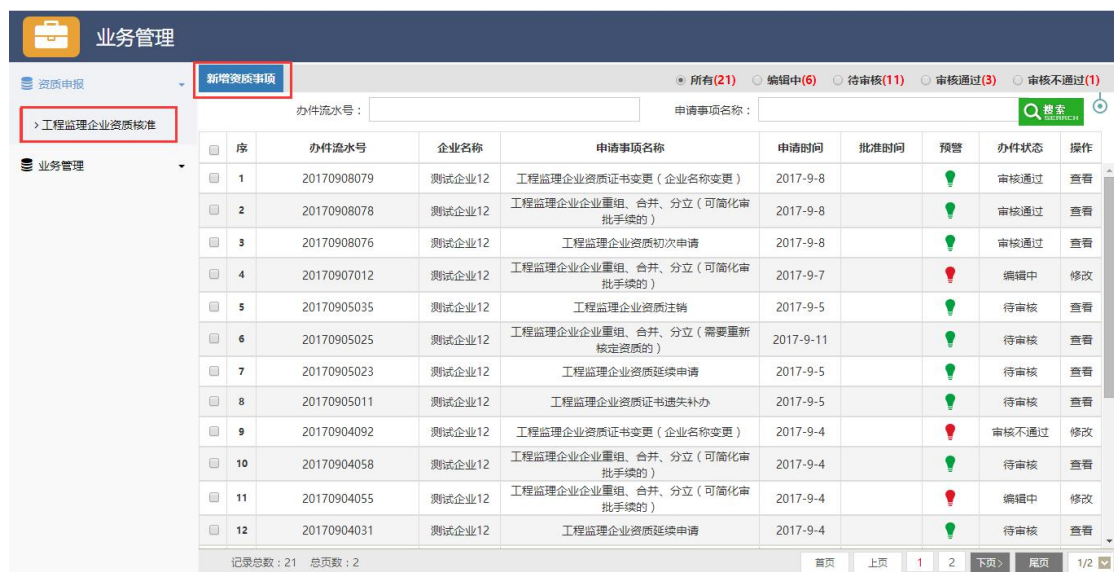 业务管理
资质申报
新增资质事项
所有(21) 编辑中(6) 待审核(11) 审核通过(3) 审核不通过(1)
>工程监理企业资质核准
办件流水号： 申请事项名称： 搜索 SEARCH
业务管理
序 办件流水号 企业名称 申请事项名称 申请时间 批准时间 预警 办件状态 操作
1 20170908079 测试企业12 工程监理企业资质证书变更（企业名称变更） 2017-9-8 审核通过 查看
2 20170908078 测试企业12 工程监理企业企业重组、合并、分立（可简化审 2017-9-8 审核通过 查看
批手续的）
3 20170908076 测试企业12 工程监理企业资质初次申请 2017-9-8 审核通过 查看
4 20170907012 测试企业12 工程监理企业企业重组、合并、分立（可简化审 2017-9-7 编辑中 修改
批手续的）
5 20170905035 测试企业12 工程监理企业资质注销 2017-9-5 待审核 查看
6 20170905025 测试企业12 工程监理企业企业重组、合并、分立（需要重新 2017-9-11 待审核 查看
核定资质的）
7 20170905023 测试企业12 工程监理企业资质延续申请 2017-9-5 待审核 查看
8 20170905011 测试企业12 工程监理企业资质证书遗失补办 2017-9-5 待审核 查看
9 20170904092 测试企业12 工程监理企业资质证书变更（企业名称变更） 2017-9-4 审核不通过 修改
10 20170904058 测试企业12 工程监理企业企业重组、合并、分立（可简化审 2017-9-4 待审核 查看
批手续的）
11 20170904055 测试企业12 工程监理企业企业重组、合并、分立（可简化审 2017-9-4 编辑中 修改
批手续的）
12 20170904031 测试企业12 工程监理企业资质延续申请 2017-9-4 待审核 查看
记录总数：21 总页数：2 首页 上页 1 2 下页> 尾页 1/2